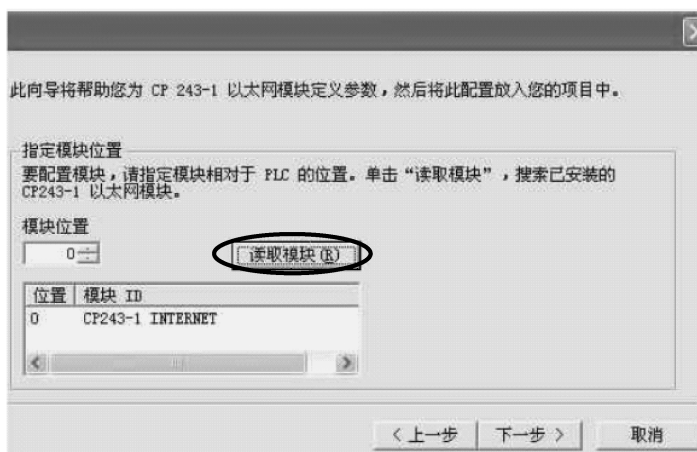 此向导将帮助您为 CP 243-1 以太网模块定义参数，然后将此配置放入您的项目中。
指定模块位置
要配置模块，请指定模块相对于 PLC 的位置。单击“读取模块”，搜索已安装的
CP243-1 以太网模块。
模块位置
0
读取模块(R)
位置 模块 ID
0 CP243-1 INTERNET
<上一步 下一步> 取消